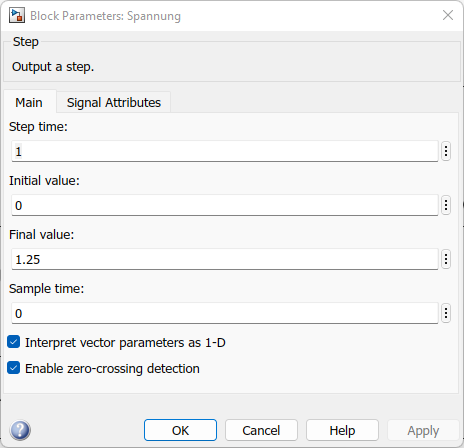 Block Parameters: Spannung
Step
Output a step.
Main Signal Attributes
Step time:
1
Initial value:
0
Final value:
1.25
Sample time:
0
Interpret vector parameters as 1-D
Enable zero-crossing detection
? OK Cancel Help Apply